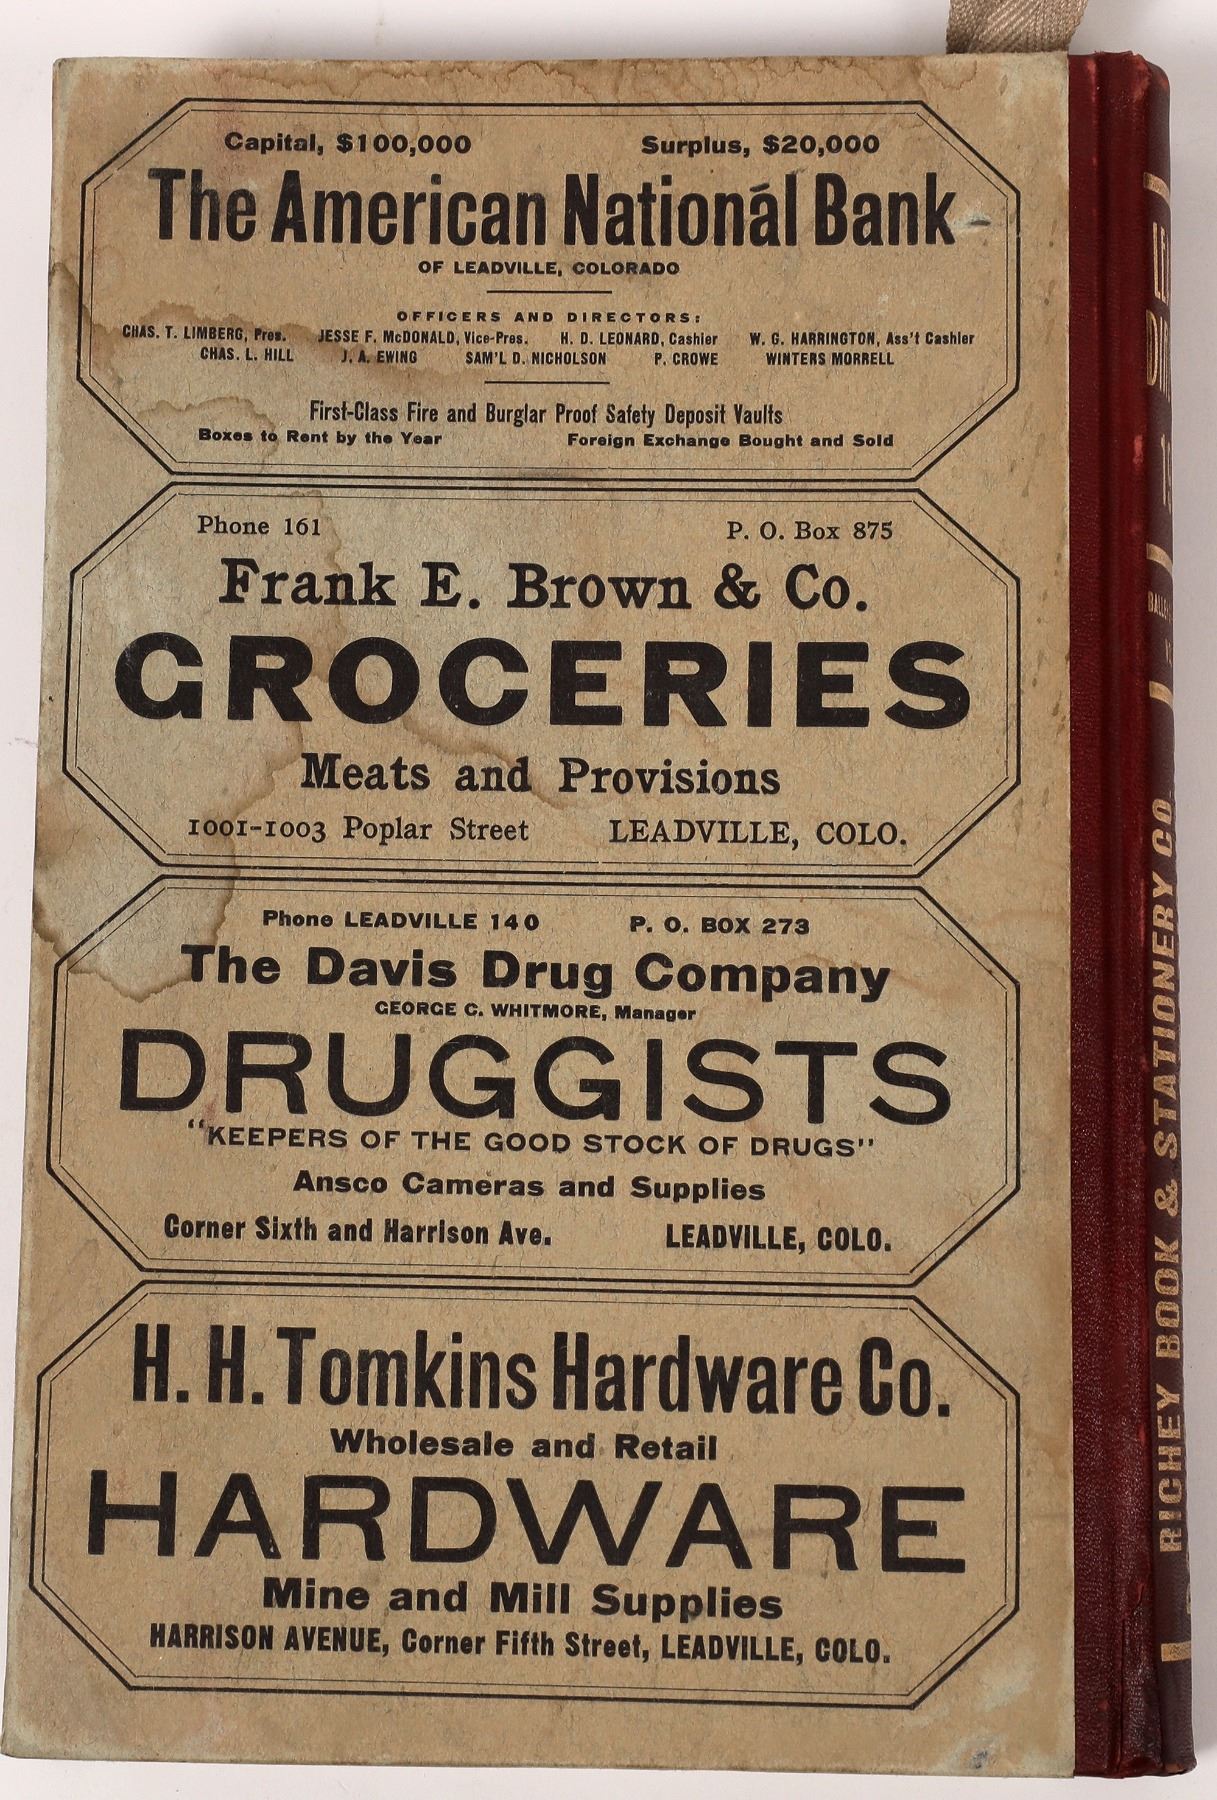 Capital, $100,000 Surplus, $20,000
The American National Bank
OF LEADVILLE, COLORADO
OFFICERS AND DIRECTORS:
CHAS. T. LIMBERG, Pres. JESSE F. McDONALD, Vice-Pres. H. D. LEONARD, Cashier W. G. HARRINGTON, Ass't Cashier
CHAS. L. HILL J. A. EWING SAM'L D. NICHOLSON P. CROWE WINTERS MORRELL
First-Class Fire and Burglar Proof Safety Deposit Vaults
Boxes to Rent by the Year Foreign Exchange Bought and Sold
Phone 161 P. O. Box 875
Frank E. Brown & Co.
GROCERIES
Meats and Provisions
1001-1003 Poplar Street LEADVILLE, COLO.
Phone LEADVILLE 140 P. O. BOX 273
The Davis Drug Company
GEORGE C. WHITMORE, Manager
DRUGGISTS
"KEEPERS OF THE GOOD STOCK OF DRUGS"
Ansco Cameras and Supplies
Corner Sixth and Harrison Ave. LEADVILLE, COLO.
H. H. Tomkins Hardware Co.
Wholesale and Retail
HARDWARE
Mine and Mill Supplies
HARRISON AVENUE, Corner Fifth Street, LEADVILLE, COLO.
RICHEY BOOK & STATIONERY CO.